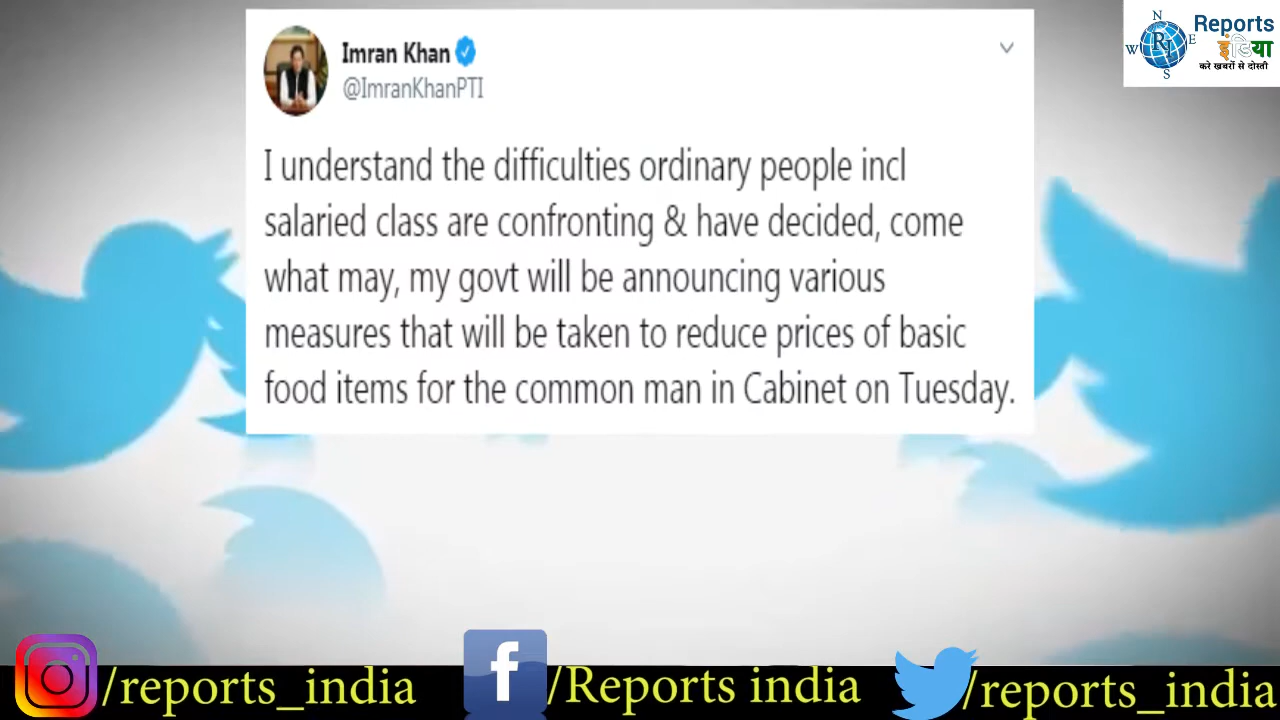 Imran Khan
@ImranKhanPTI
I understand the difficulties ordinary people incl
salaried class are confronting & have decided, come
what may, my govt will be announcing various
measures that will be taken to reduce prices of basic
food items for the common man in Cabinet on Tuesday.
N
W
E
S
RI
Reports
इंडिया
करे खबरों से दोस्ती
/reports_india
f
/Reports india
/reports_india